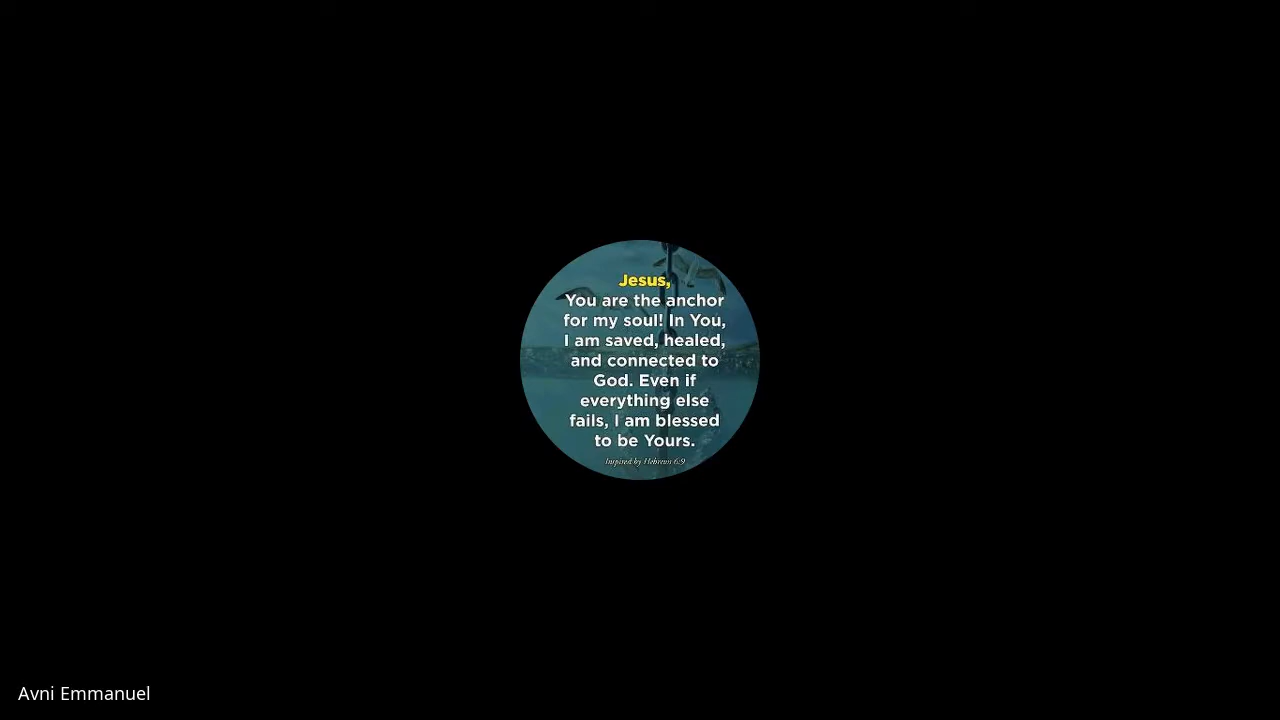 Jesus,
You are the anchor
for my soul! In You,
I am saved, healed,
and connected to
God. Even if
everything else
fails, I am blessed
to be Yours.
Inspired by Hebrews 6:9
Avni Emmanuel